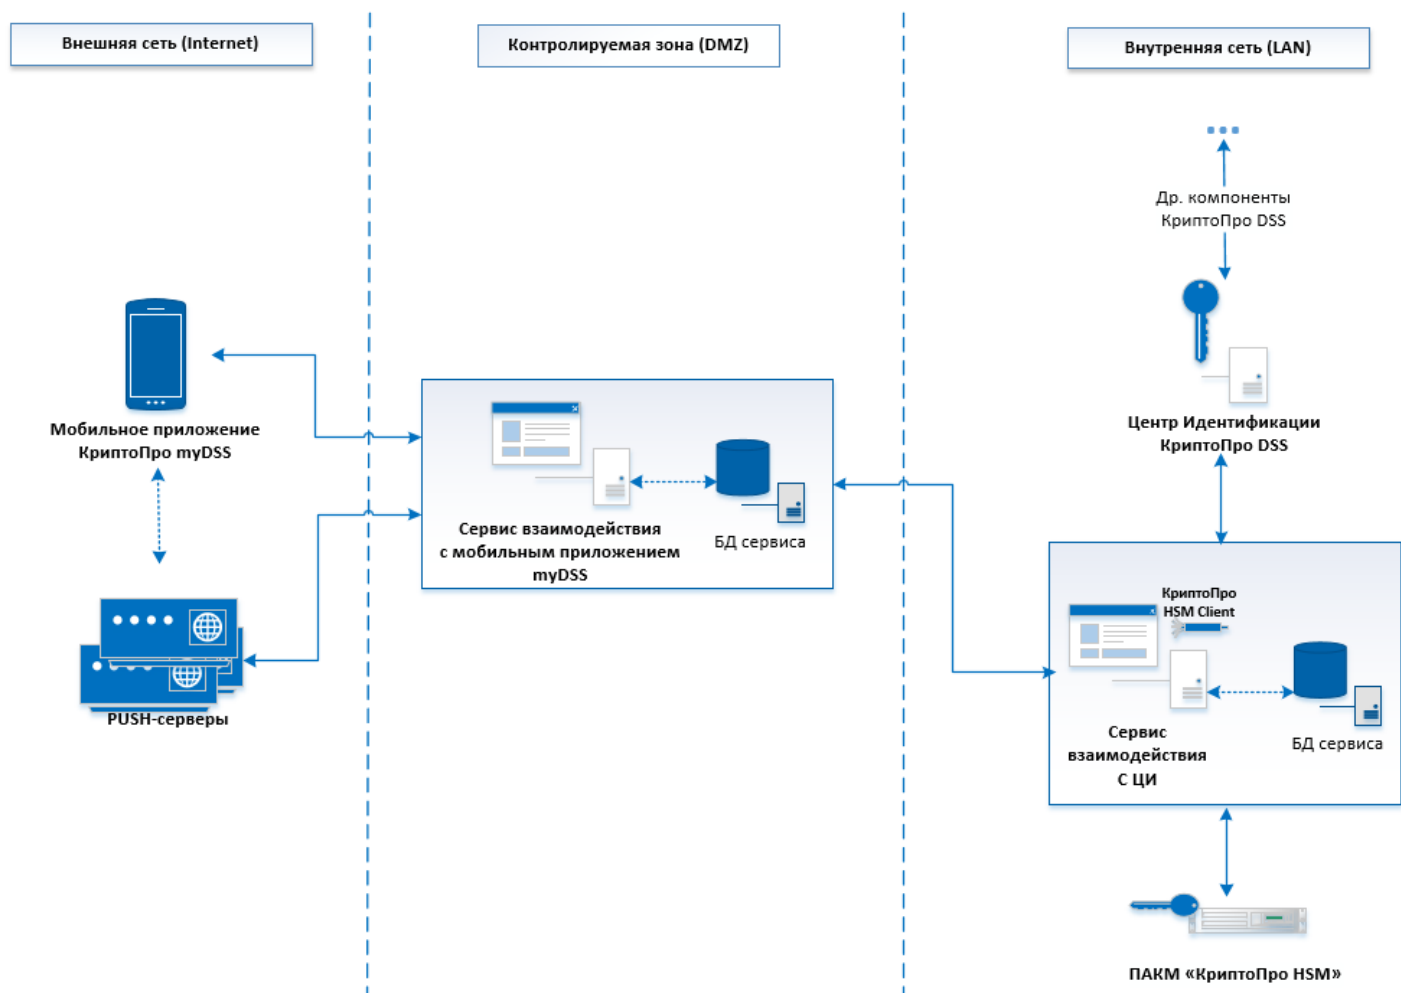 Внешняя сеть (Internet)
Контролируемая зона (DMZ)
Внутренняя сеть (LAN)
Др. компоненты
КриптоПро DSS
Центр Идентификации
КриптоПро DSS
Мобильное приложение
КриптоПро myDSS
Сервис взаимодействия
с мобильным приложением
myDSS
БД сервиса
PUSH-серверы
КриптоПро
HSM Client
Сервис
взаимодействия
С ЦИ
БД сервиса
ПАКМ «КриптоПро HSM»